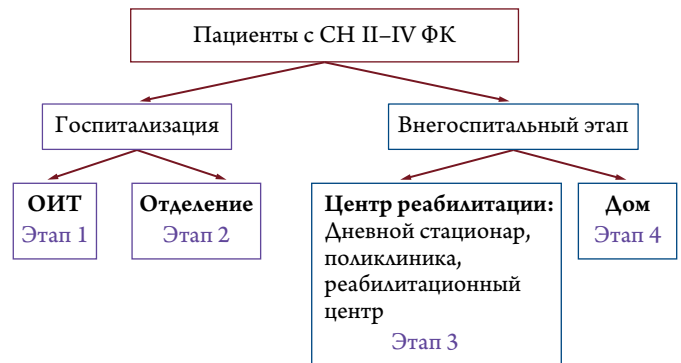 Пациенты с СН II–IV ФК
Госпитализация
Внегоспитальный этап
ОИТ
Этап 1
Отделение
Этап 2
Центр реабилитации:
Дневной стационар,
поликлиника,
реабилитационный
центр
Этап 3
Дом
Этап 4